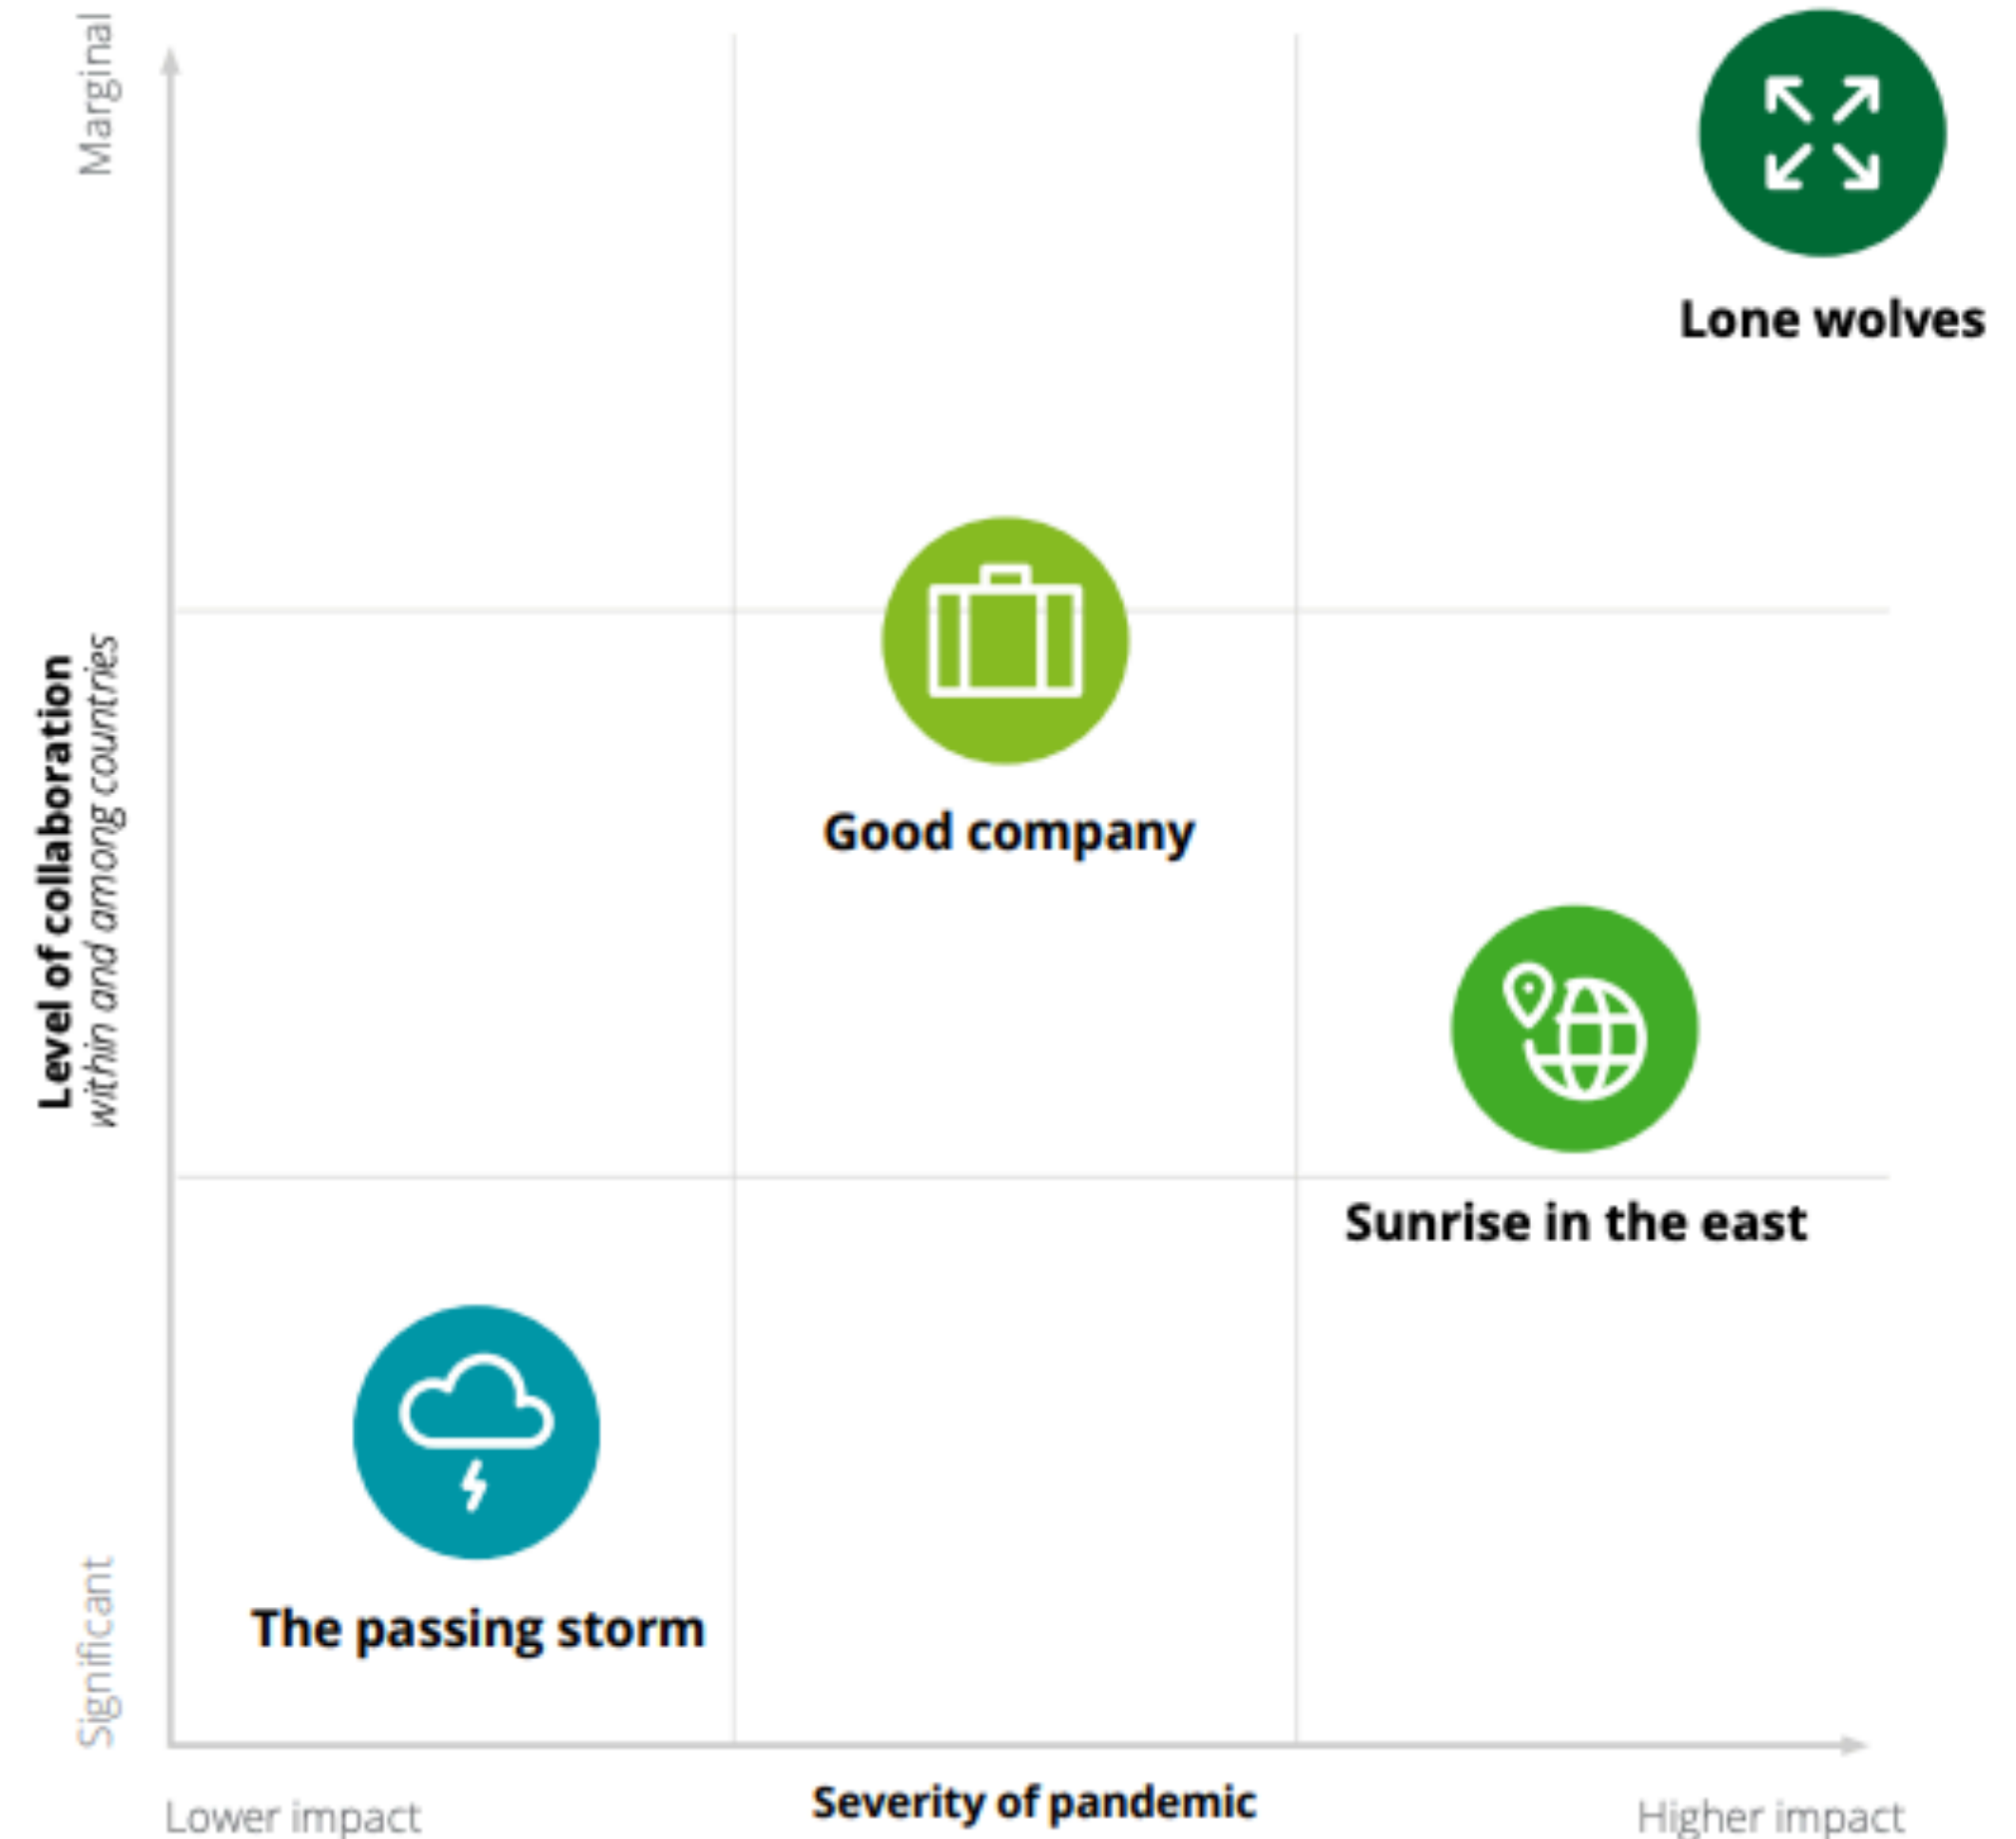 Marginal
Lone wolves
Level of collaboration
within and among countries
Good company
Sunrise in the east
The passing storm
Significant
Lower impact
Severity of pandemic
Higher impact